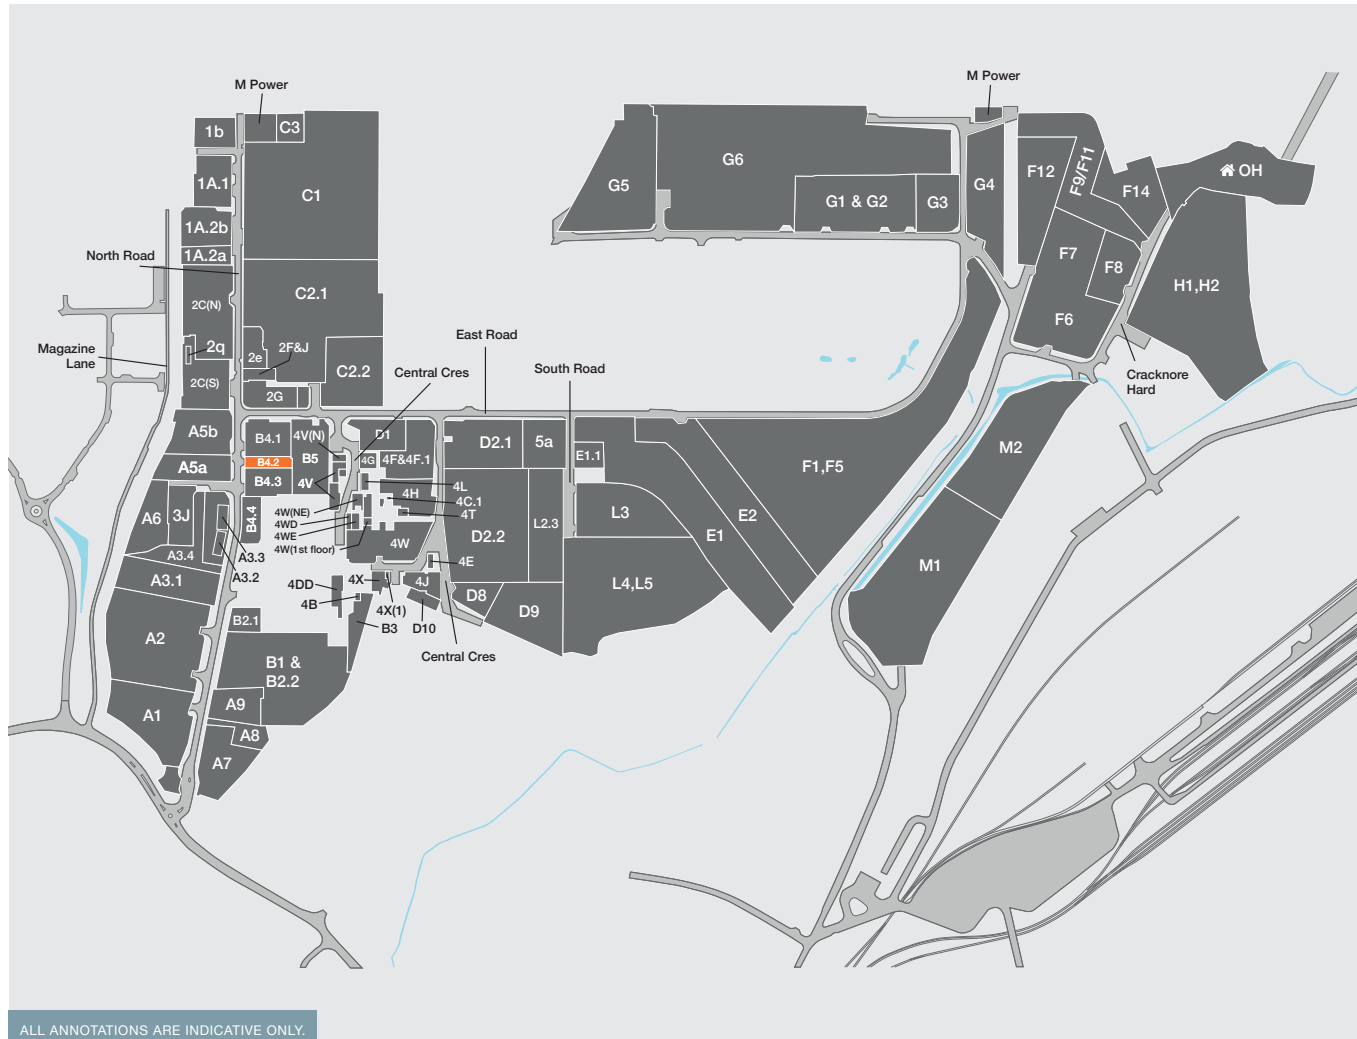 M Power
M Power
1b
C3
G6
F9/F11
F12
OH
1A.1
C1
G5
G4
F14
G1 & G2
G3
1A.2b
North Road
1A.2a
F7
F8
C2.1
H1,H2
2C(N)
F6
East Road
Magazine
Lane
2q
2e
2F&J
Central Cres
South Road
C2.2
Cracknore
Hard
2C(S)
2G
A5b
B4.1
4V(N)
D1
D2.1
5a
M2
B5
E1.1
A5a
B4.2
4G
4F&4F.1
F1,F5
B4.3
4V
4L
4H
4C.1
A6
3J
B4.4
4W(NE)
4T
L3
E2
4WD
L2.3
4WE
E1
4W
D2.2
4W(1st floor)
A3.4
A3.3
4E
M1
A3.2
A3.1
4DD
4X
4J
L4,L5
4B
4X(1)
D8
D9
B2.1
B3
D10
A2
Central Cres
B1 &
B2.2
A9
A1
A8
A7
ALL ANNOTATIONS ARE INDICATIVE ONLY.